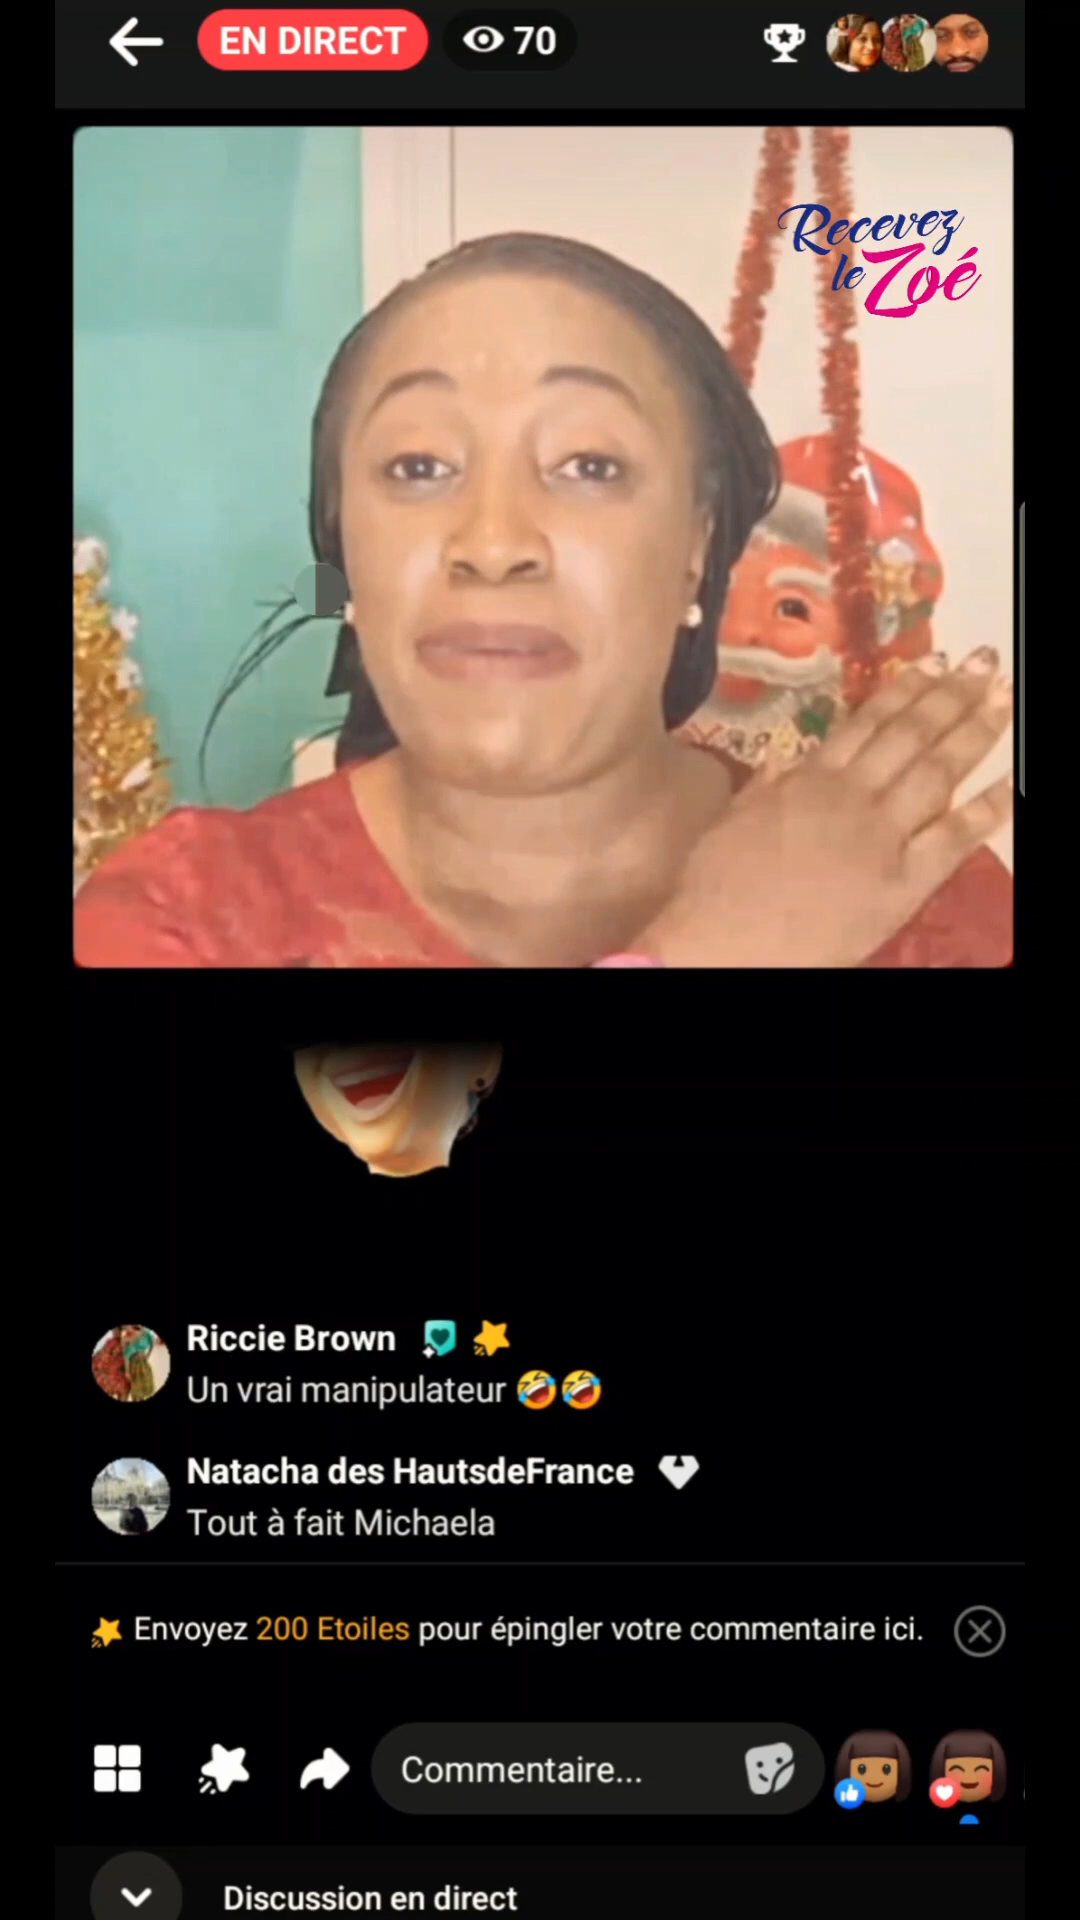 EN DIRECT
70
Recevez
le Zoé
Riccie Brown
Un vrai manipulateur 🤣🤣
Natacha des HautsdeFrance
Tout à fait Michaela
Envoyez 200 Etoiles pour épingler votre commentaire ici.
Commentaire...
Discussion en direct